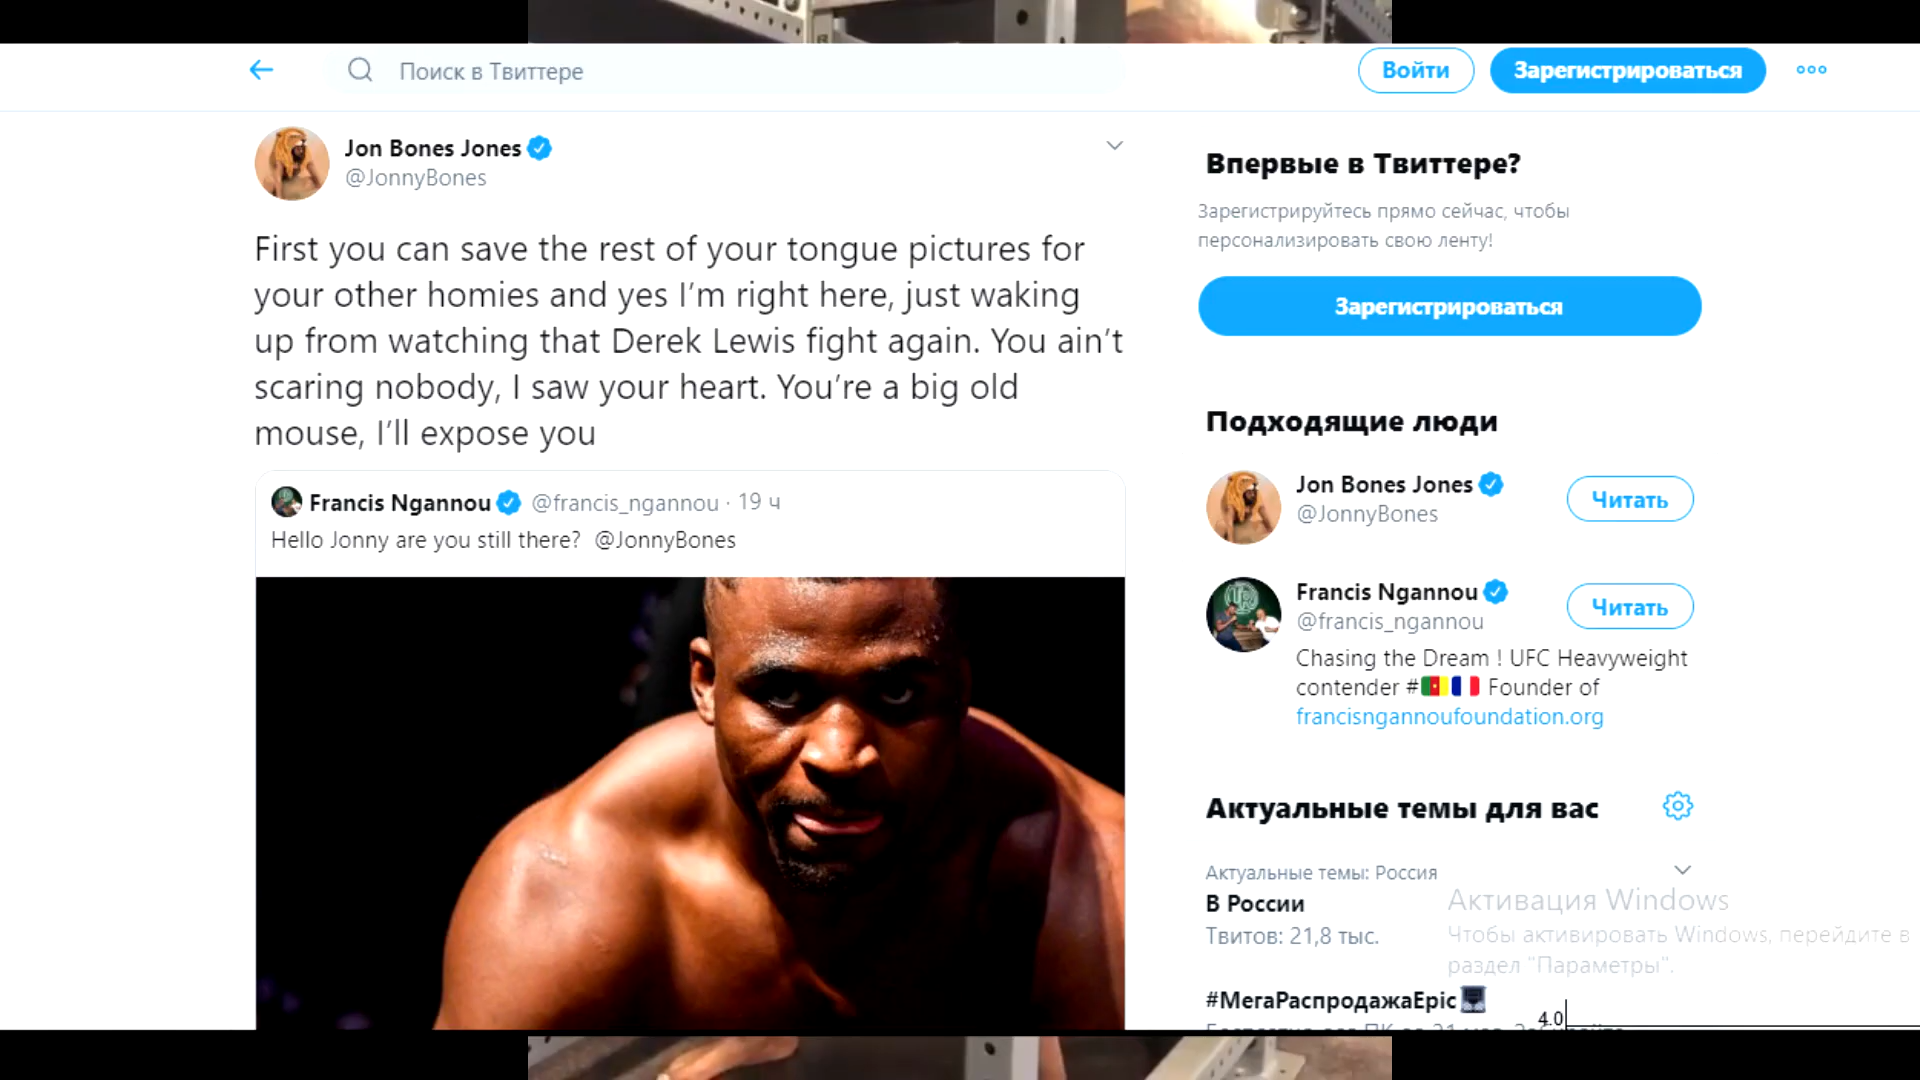 Поиск в Твиттере
Войти
Зарегистрироваться
Jon Bones Jones
@JonnyBones
First you can save the rest of your tongue pictures for
your other homies and yes I’m right here, just waking
up from watching that Derek Lewis fight again. You ain’t
scaring nobody, I saw your heart. You’re a big old
mouse, I’ll expose you
Francis Ngannou @francis_ngannou · 19 ч
Hello Jonny are you still there? @JonnyBones
Впервые в Твиттере?
Зарегистрируйтесь прямо сейчас, чтобы
персонализировать свою ленту!
Зарегистрироваться
Подходящие люди
Jon Bones Jones
@JonnyBones
Читать
Francis Ngannou
@francis_ngannou
Читать
Chasing the Dream ! UFC Heavyweight
contender #🇨🇲🇫🇷 Founder of
francisngannoufoundation.org
Актуальные темы для вас
Актуальные темы: Россия
В России
Твитов: 21,8 тыс.
Активация Windows
Чтобы активировать Windows, перейдите в
раздел "Параметры".
#МегаРаспродажаEpic
4.0